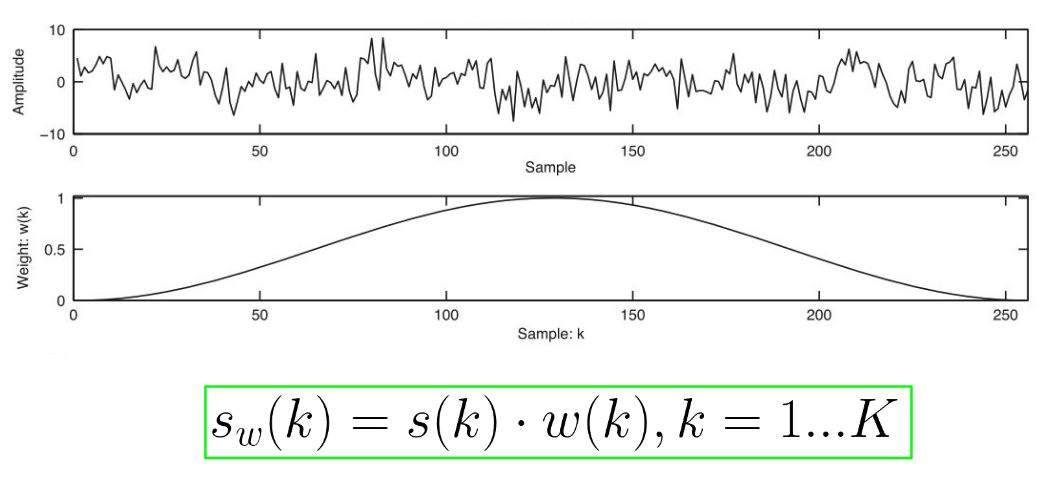 10
0
−10
Amplitude
0 50 100 150 200 250
Sample
1
0.5
0
Weight: w(k)
0 50 100 150 200 250
Sample: k
s_w(k) = s(k) · w(k), k = 1...K